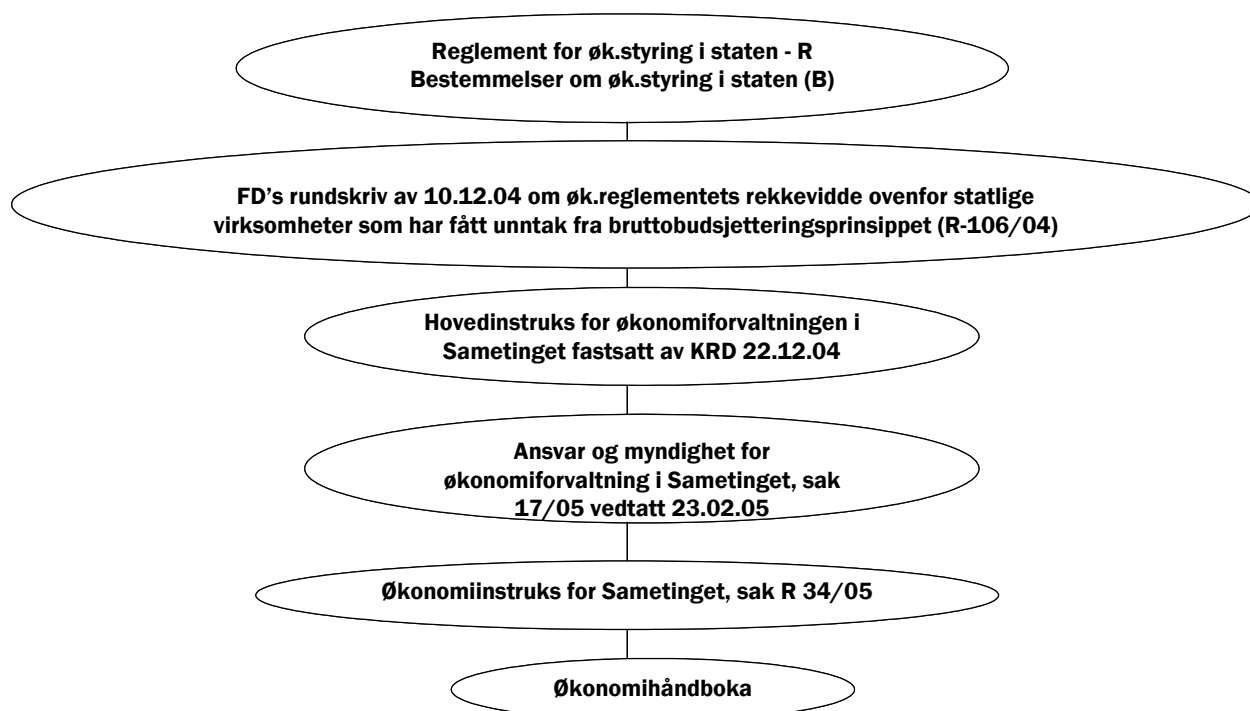 Reglement for øk.styring i staten - R
Bestemmelser om øk.styring i staten (B)
FD's rundskriv av 10.12.04 om øk.reglementets rekkevidde ovenfor statlige
virksomheter som har fått unntak fra bruttobudsjetteringsprinsippet (R-106/04)
Hovedinstruks for økonomiforvaltningen i
Sametinget fastsatt av KRD 22.12.04
Ansvar og myndighet for
økonomiforvaltning i Sametinget, sak
17/05 vedtatt 23.02.05
Økonomiinstruks for Sametinget, sak R 34/05
Økonomihåndboka